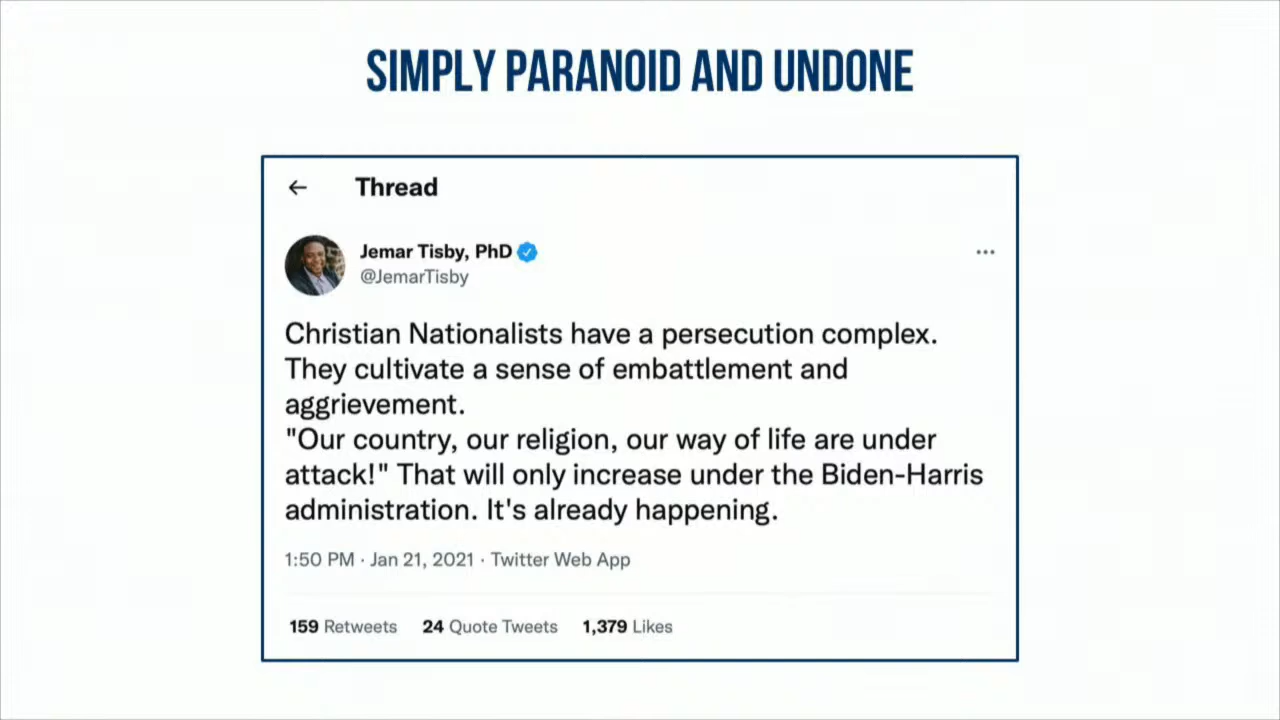 SIMPLY PARANOID AND UNDONE
Thread
Jemar Tisby, PhD
@JemarTisby
Christian Nationalists have a persecution complex.
They cultivate a sense of embattlement and
aggrievement.
"Our country, our religion, our way of life are under
attack!" That will only increase under the Biden-Harris
administration. It's already happening.
1:50 PM · Jan 21, 2021 · Twitter Web App
159 Retweets 24 Quote Tweets 1,379 Likes